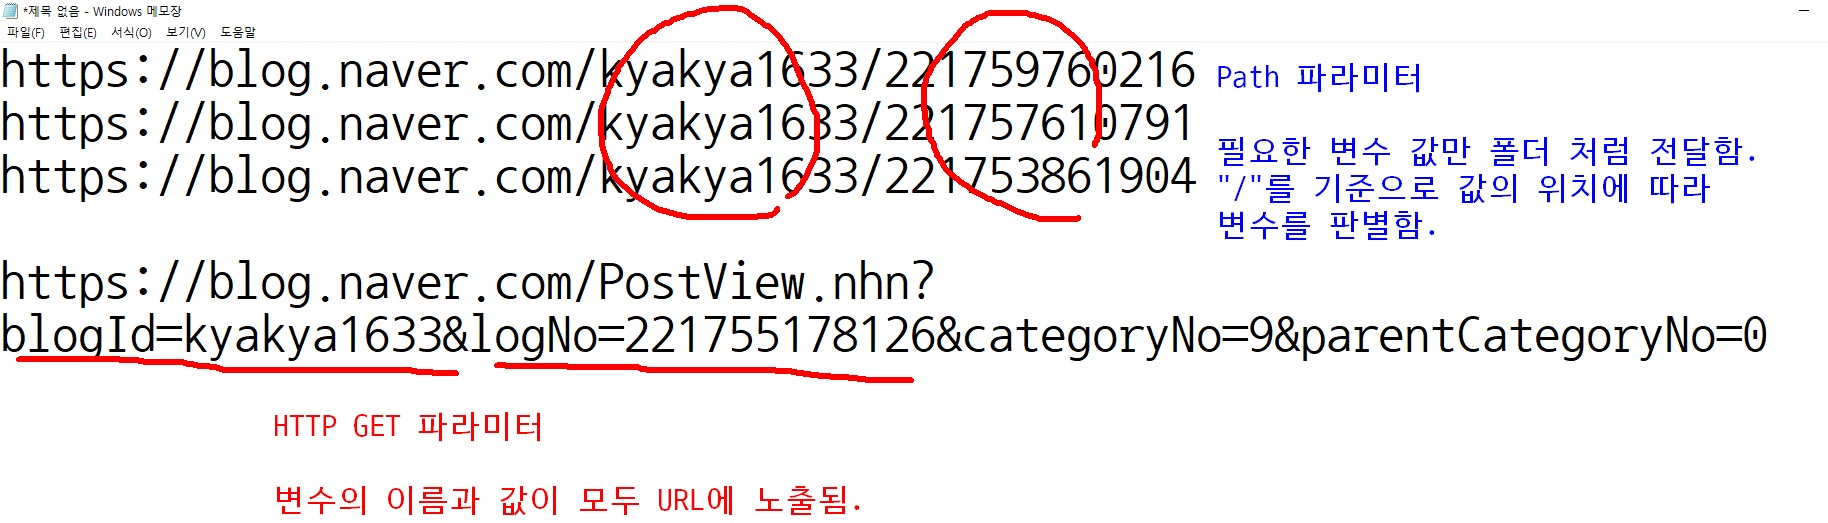 *제목 없음 - Windows 메모장
파일(F) 편집(E) 서식(O) 보기(V) 도움말
https://blog.naver.com/kyakya1633/221759760216
https://blog.naver.com/kyakya1633/221757610791
https://blog.naver.com/kyakya1633/221753861904
Path 파라미터
필요한 변수 값만 폴더 처럼 전달함.
"/"를 기준으로 값의 위치에 따라
변수를 판별함.
https://blog.naver.com/PostView.nhn?
blogId=kyakya1633&logNo=221755178126&categoryNo=9&parentCategoryNo=0
HTTP GET 파라미터
변수의 이름과 값이 모두 URL에 노출됨.